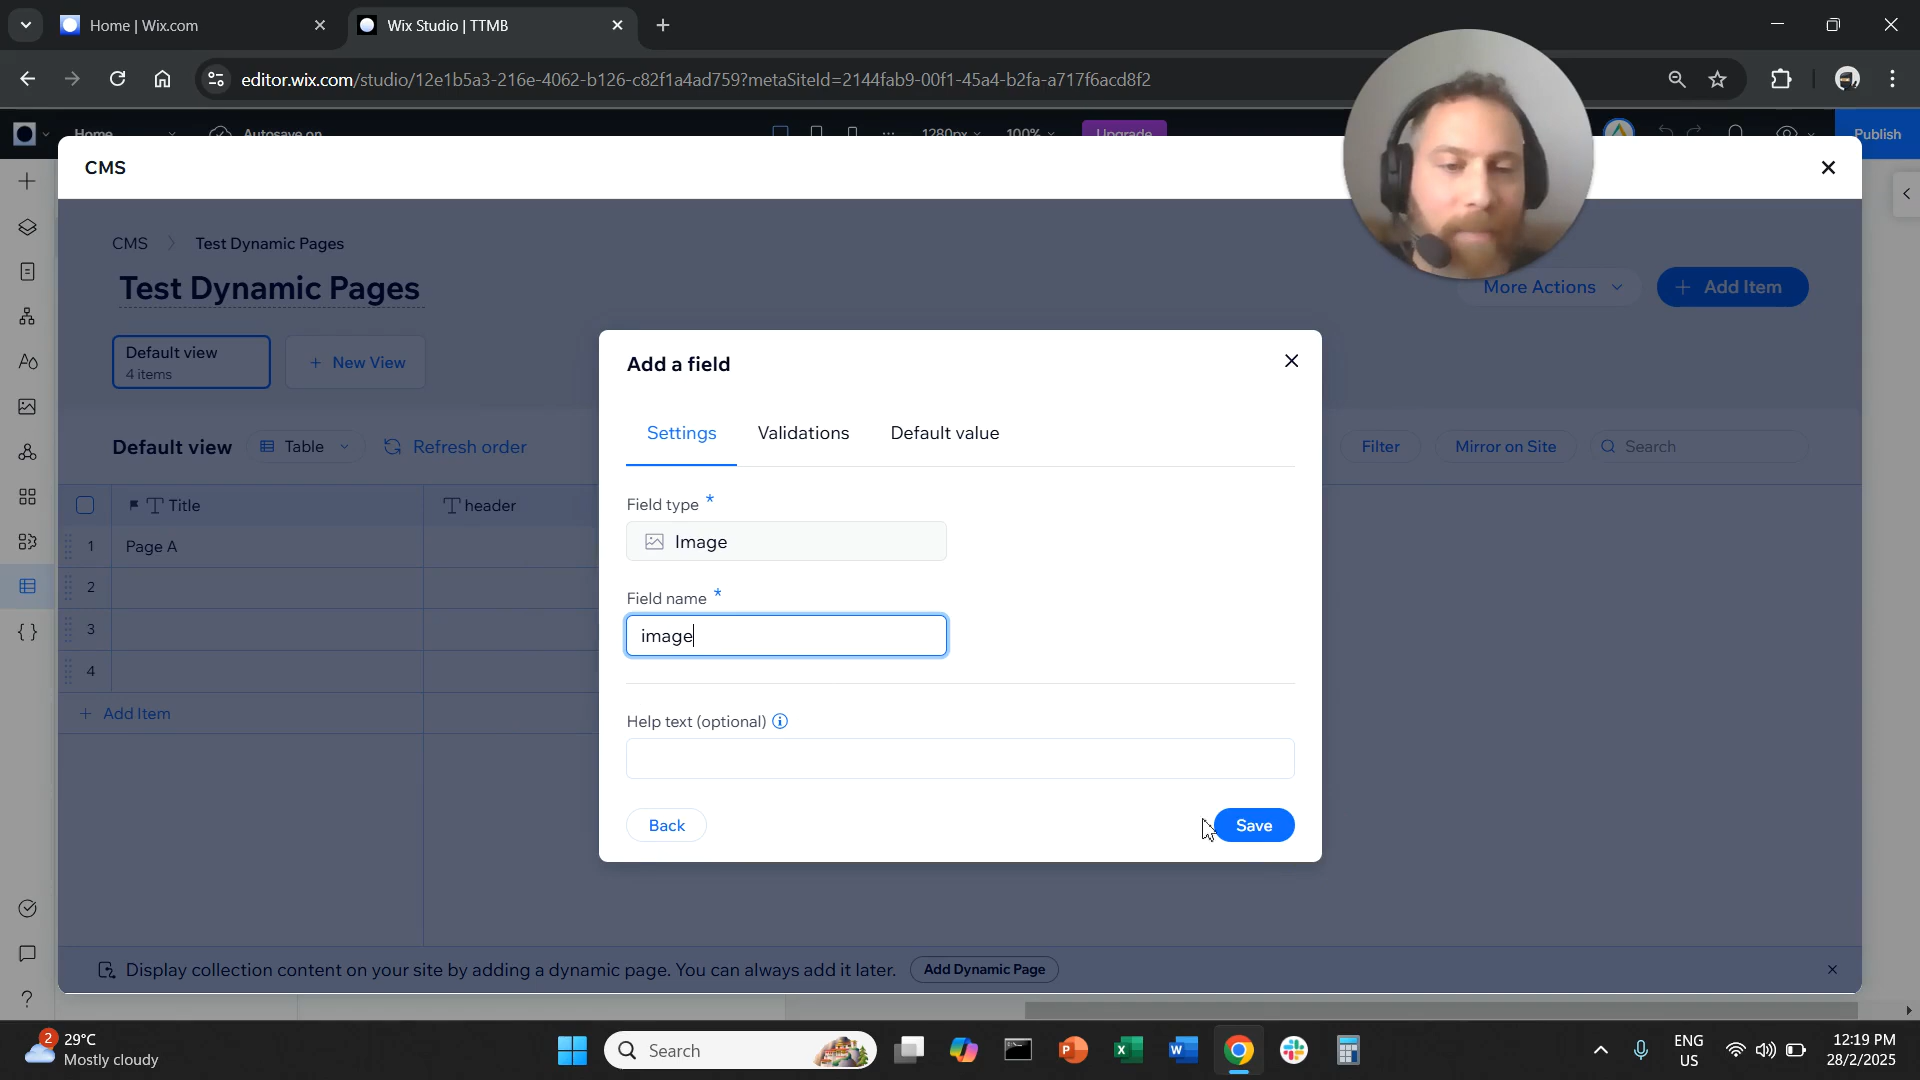 Home | Wix.com
Wix Studio | TTMB
editor.wix.com/studio/12e1b5a3-216e-4062-b126-c82f1a4ad759?metaSiteId=2144fab9-00f1-45a4-b2fa-a717f6acd8f2
Home
Autosave on
1280px
100%
Upgrade
Publish
CMS
CMS
Test Dynamic Pages
Test Dynamic Pages
More Actions
+ Add Item
Default view
4 items
+ New View
Default view
Table
Refresh order
Filter
Mirror on Site
Search
Title
header
1
Page A
2
3
4
+ Add Item
Add a field
Settings
Validations
Default value
Field type *
Image
Field name *
image
Help text (optional)
Back
Save
Display collection content on your site by adding a dynamic page. You can always add it later.
Add Dynamic Page
2
29°C
Mostly cloudy
Search
ENG
US
12:19 PM
28/2/2025